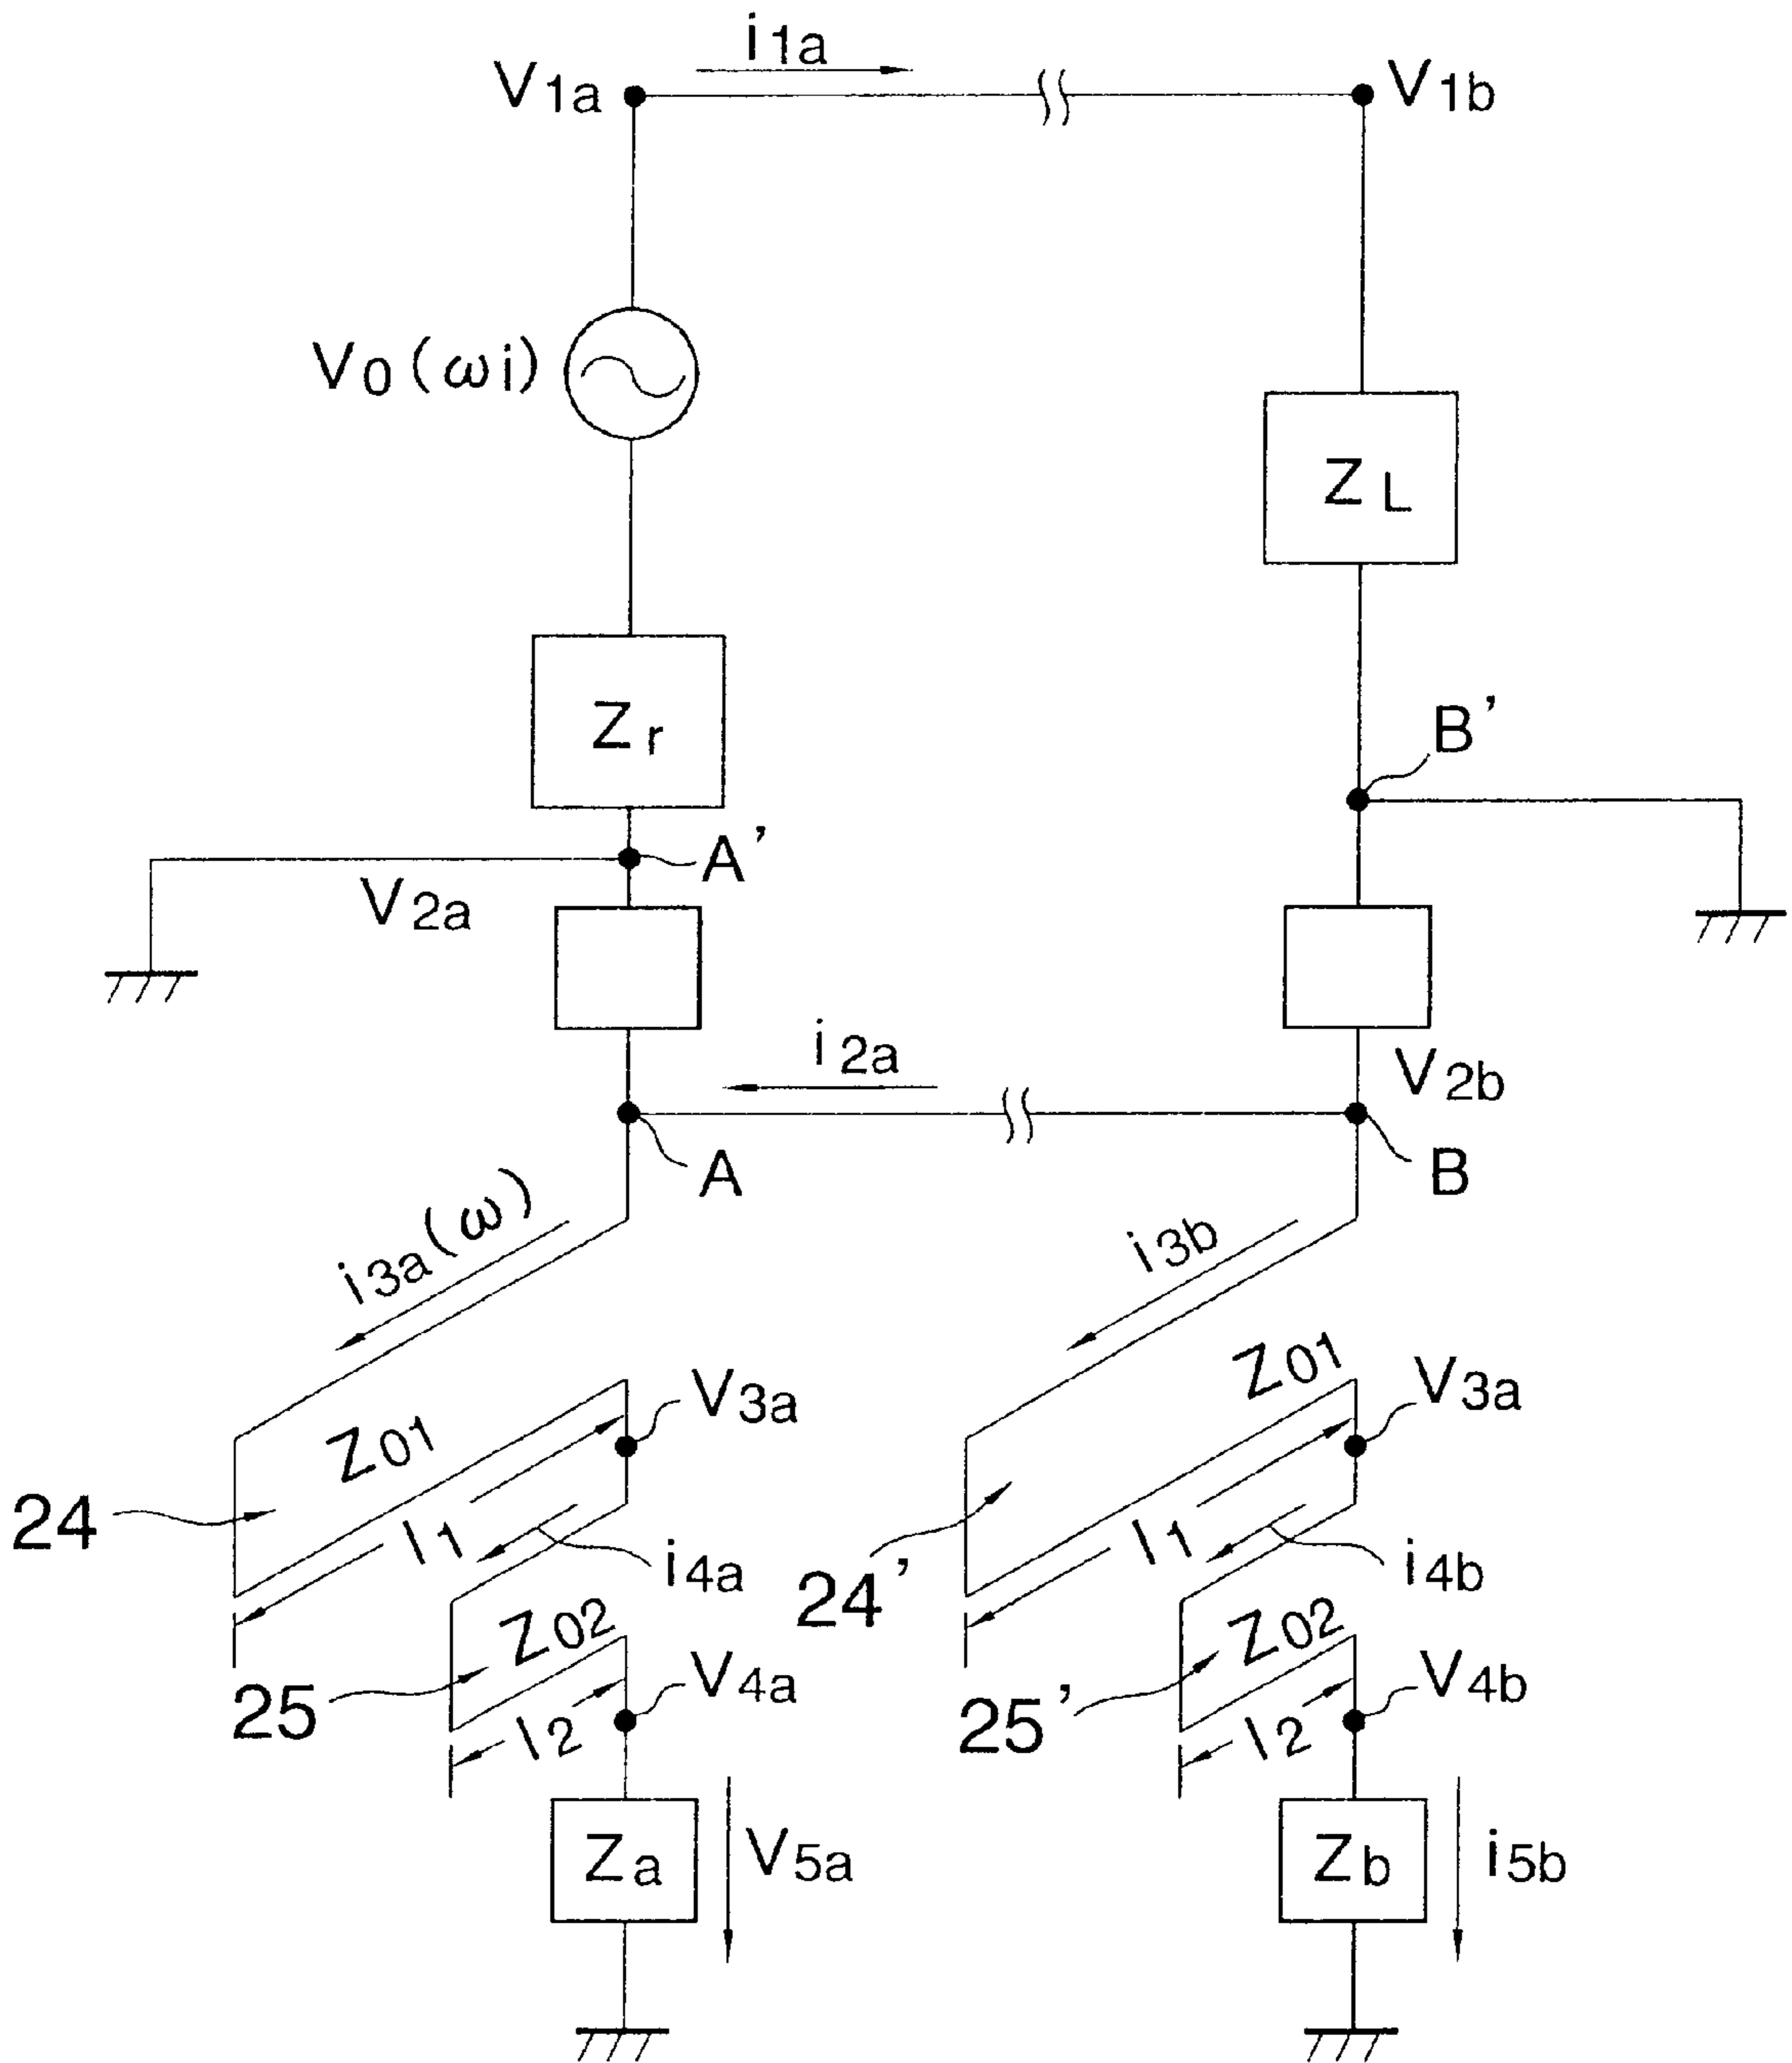 i1a
V1a
V1b
V0(ωi)
ZL
Zr
B'
A'
V2a
i2a
V2b
A
B
i3a(ω)
i3b
Z01
V3a
Z01
V3a
24
l1
i4a
24'
l1
i4b
Z02
V4a
Z02
V4b
25
l2
25'
l2
Za
V5a
Zb
i5b